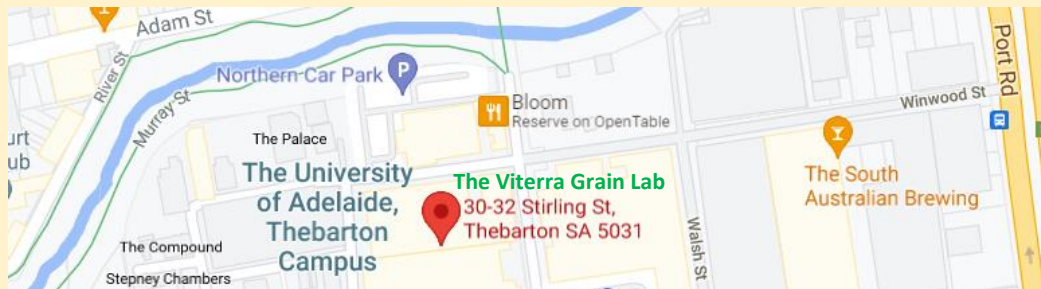 Adam St
River St
Murray St
Northern Car Park
P
Bloom
Reserve on OpenTable
Winwood St
Port Rd
urt
ub
The Palace
The University
of Adelaide,
Thebarton
Campus
The Viterra Grain Lab
30-32 Stirling St,
Thebarton SA 5031
Walsh St
The South
Australian Brewing
The Compound
Stepney Chambers